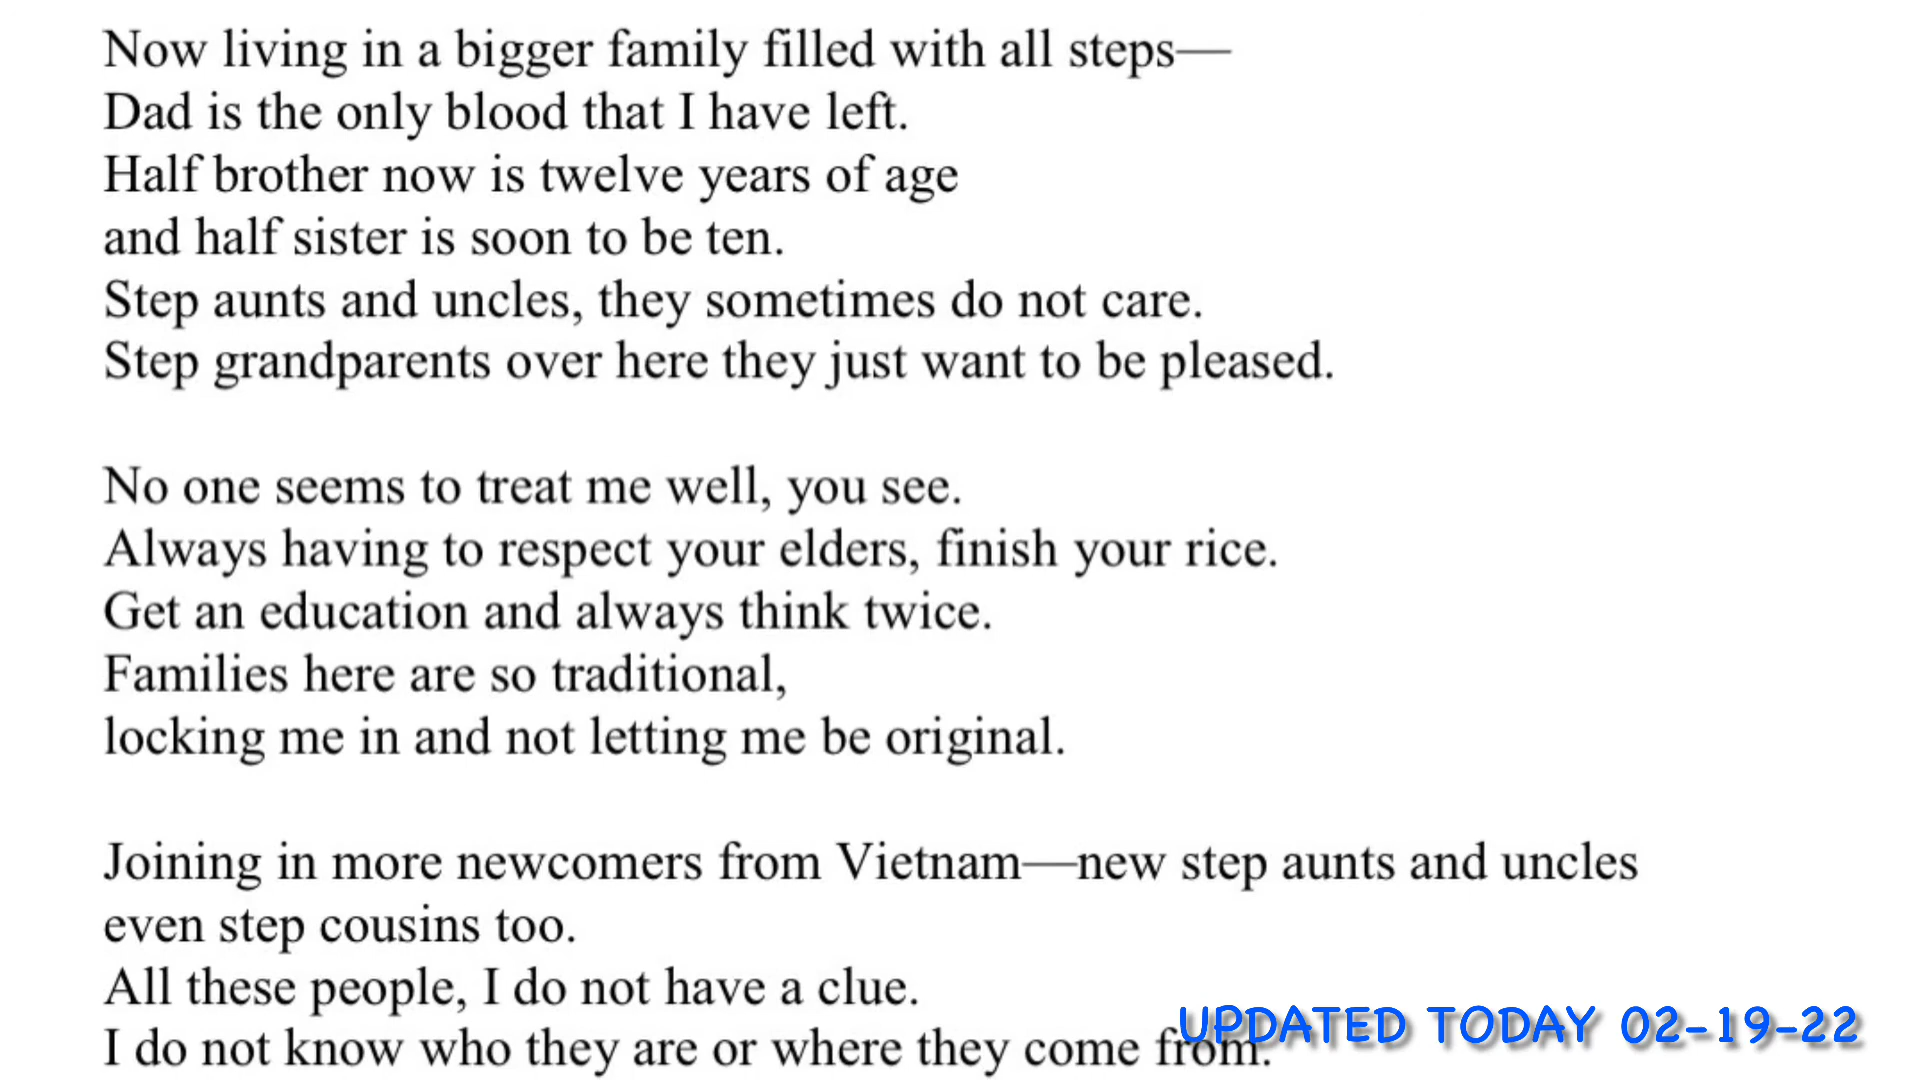 Now living in a bigger family filled with all steps—
Dad is the only blood that I have left.
Half brother now is twelve years of age
and half sister is soon to be ten.
Step aunts and uncles, they sometimes do not care.
Step grandparents over here they just want to be pleased.
No one seems to treat me well, you see.
Always having to respect your elders, finish your rice.
Get an education and always think twice.
Families here are so traditional,
locking me in and not letting me be original.
Joining in more newcomers from Vietnam—new step aunts and uncles
even step cousins too.
All these people, I do not have a clue.
I do not know who they are or where they come from.
UPDATED TODAY 02-19-22